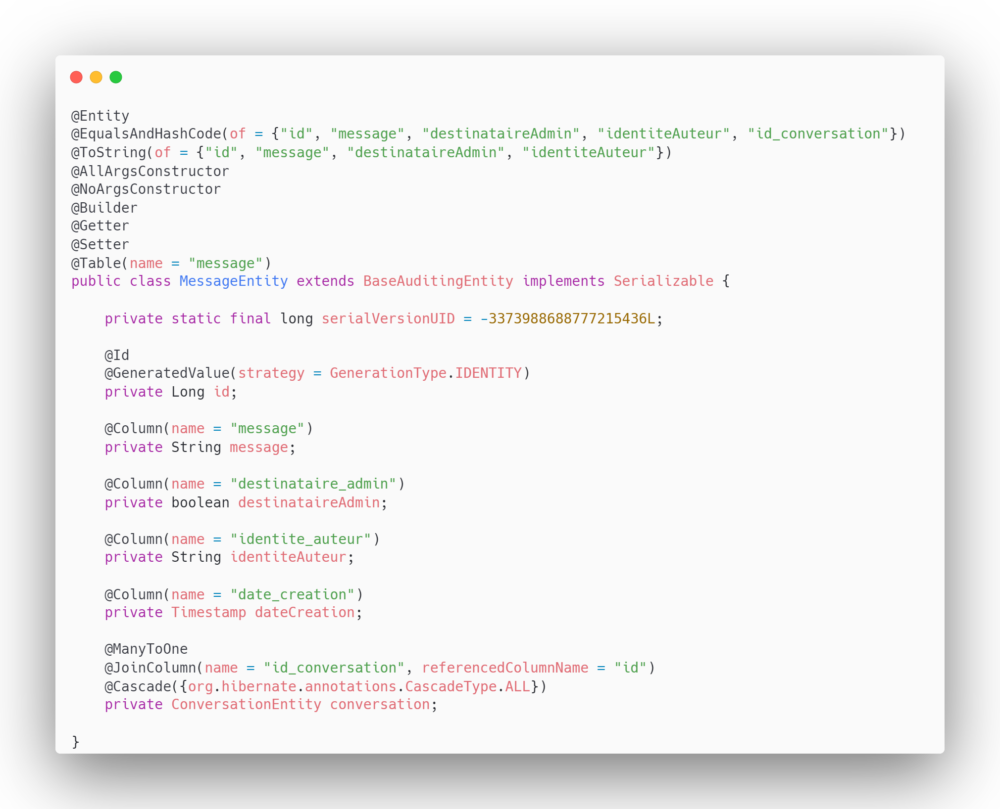 @Entity
@EqualsAndHashCode(of = {"id", "message", "destinataireAdmin", "identiteAuteur", "id_conversation"})
@ToString(of = {"id", "message", "destinataireAdmin", "identiteAuteur"})
@AllArgsConstructor
@NoArgsConstructor
@Builder
@Getter
@Setter
@Table(name = "message")
public class MessageEntity extends BaseAuditingEntity implements Serializable {
private static final long serialVersionUID = -3373988688777215436L;
@Id
@GeneratedValue(strategy = GenerationType.IDENTITY)
private Long id;
@Column(name = "message")
private String message;
@Column(name = "destinataire_admin")
private boolean destinataireAdmin;
@Column(name = "identite_auteur")
private String identiteAuteur;
@Column(name = "date_creation")
private Timestamp dateCreation;
@ManyToOne
@JoinColumn(name = "id_conversation", referencedColumnName = "id")
@Cascade({org.hibernate.annotations.CascadeType.ALL})
private ConversationEntity conversation;
}